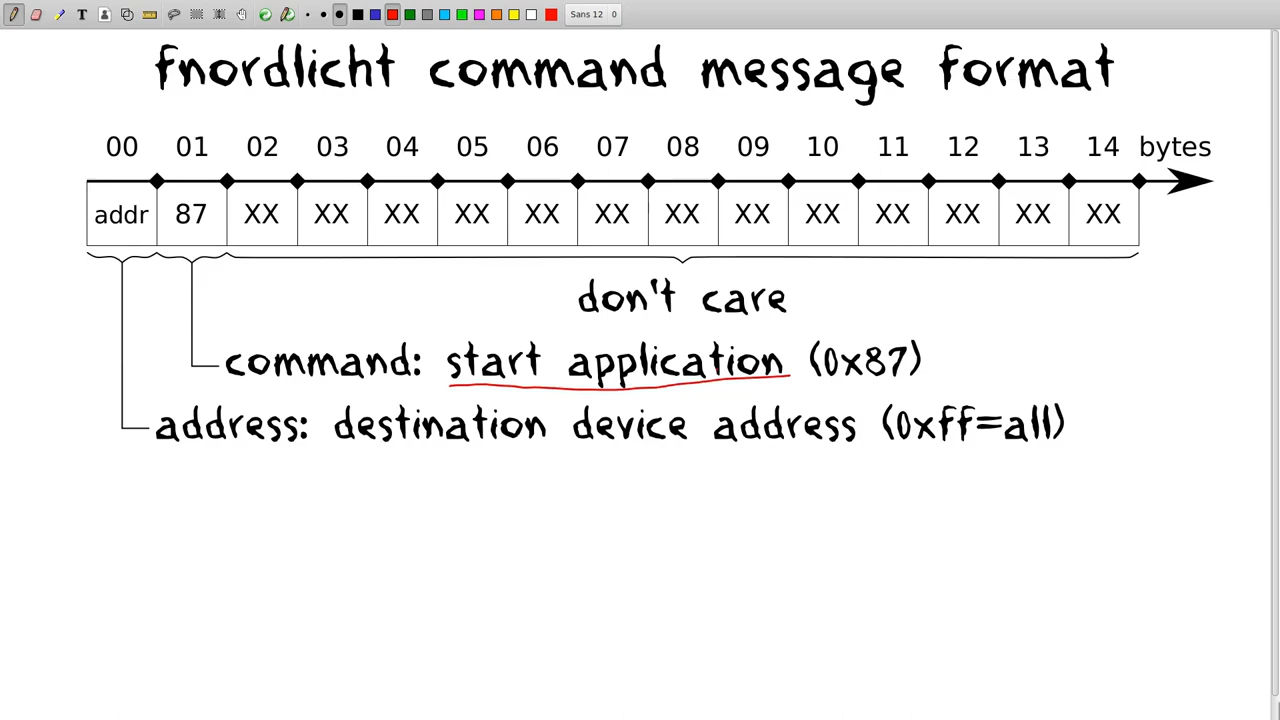 Sans 12 0
fnordlicht command message format
00 01 02 03 04 05 06 07 08 09 10 11 12 13 14 bytes
addr 87 XX XX XX XX XX XX XX XX XX XX XX XX XX
don't care
command: start application (0x87)
address: destination device address (0xff=all)